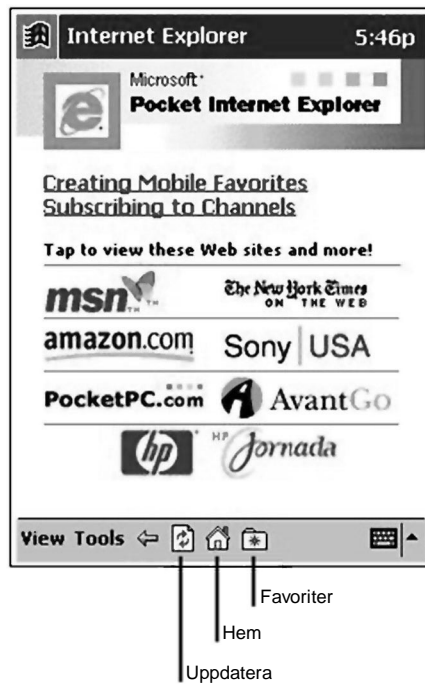 Internet Explorer 5:46p
Microsoft
Pocket Internet Explorer
Creating Mobile Favorites
Subscribing to Channels
Tap to view these Web sites and more!
msn
The New York Times
ON THE WEB
amazon.com
Sony USA
PocketPC.com
AvantGo
hp
HP Jornada
View Tools
Favoriter
Hem
Uppdatera